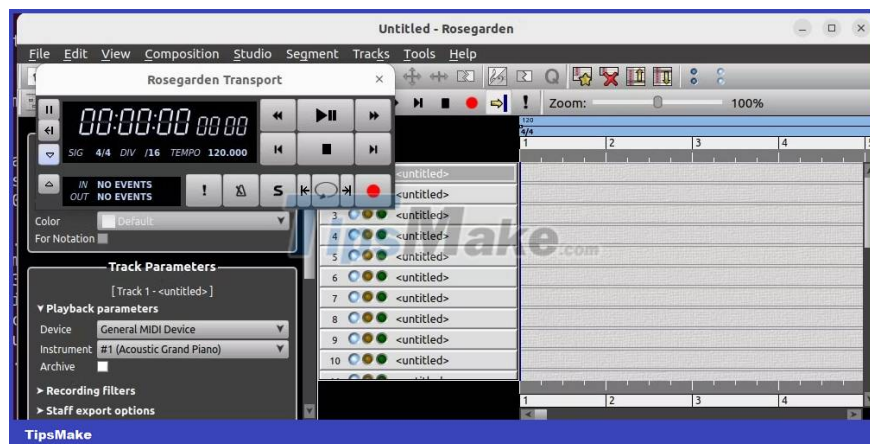 Untitled - Rosegarden
File Edit View Composition Studio Segment Tracks Tools Help
Rosegarden Transport
Zoom: 100%
00:00:00 00 00
SIG 4/4 DIV /16 TEMPO 120.000
IN NO EVENTS
OUT NO EVENTS
S
Q
120
4/4
1 2 3 4 5
<untitled>
<untitled>
3 <untitled>
4 <untitled>
5 <untitled>
6 <untitled>
7 <untitled>
8 <untitled>
9 <untitled>
10 <untitled>
Color Default
For Notation
Track Parameters
[ Track 1 - <untitled> ]
Playback parameters
Device General MIDI Device
Instrument #1 (Acoustic Grand Piano)
Archive
Recording filters
Staff export options
1 2 3 4
TipsMake.com
TipsMake